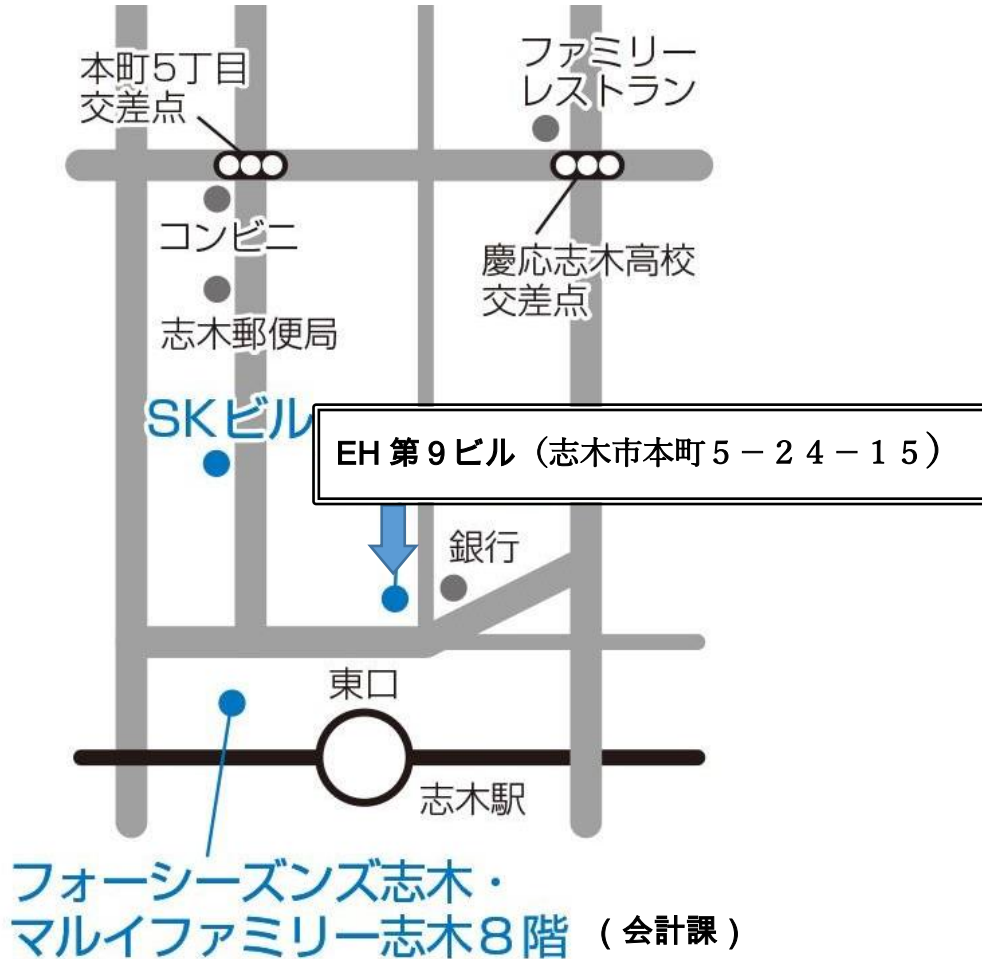 本町5丁目
交差点
ファミリー
レストラン
コンビニ
慶応志木高校
交差点
志木郵便局
SKビル
EH 第9ビル（志木市本町５－２４－１５）
銀行
東口
志木駅
フォーシーズンズ志木・
マルイファミリー志木8階 (会計課)